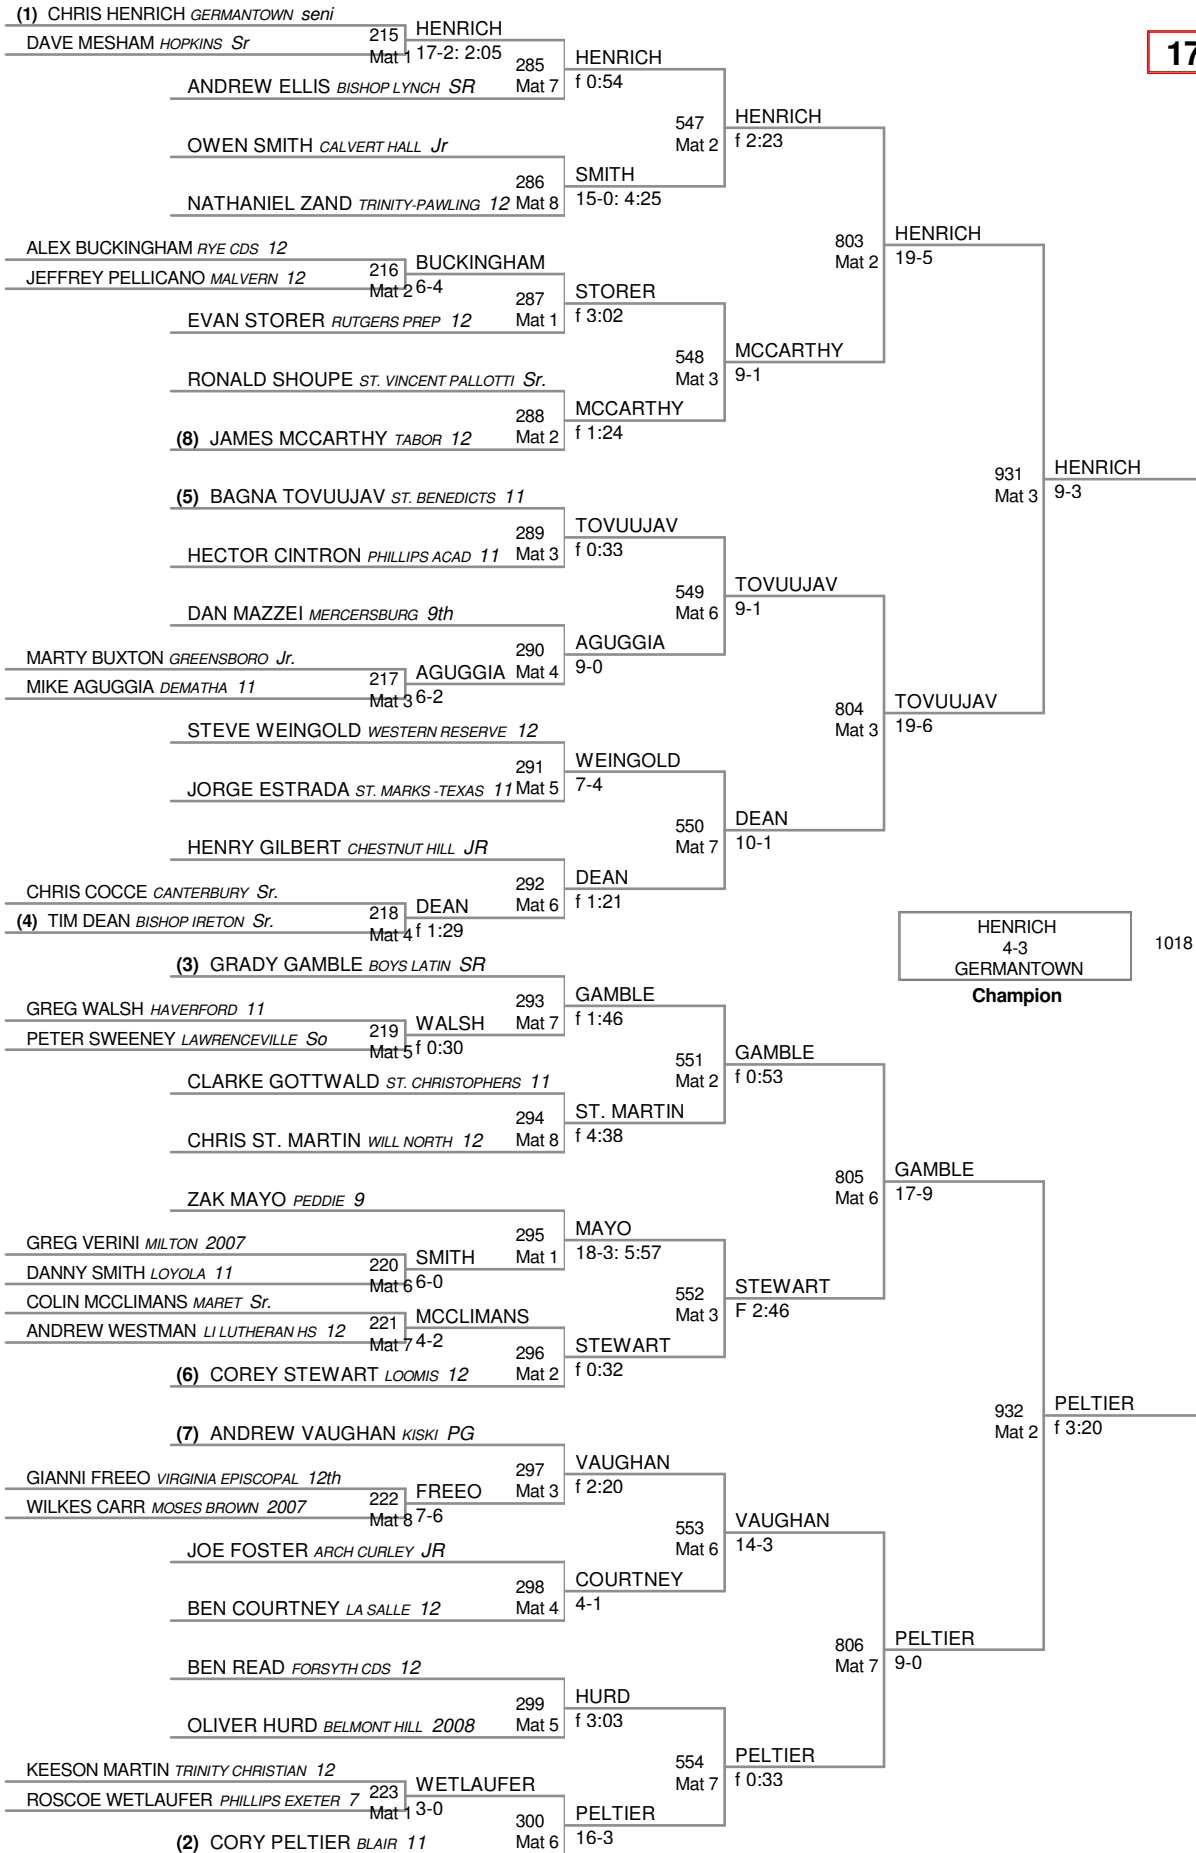 (1) CHRIS HENRICH GERMANTOWN seni
DAVE MESHAM HOPKINS Sr
215
Mat 1
HENRICH
17-2: 2:05
ANDREW ELLIS BISHOP LYNCH SR
285
Mat 7
HENRICH
f 0:54
OWEN SMITH CALVERT HALL Jr
NATHANIEL ZAND TRINITY-PAWLING 12
286
Mat 8
SMITH
15-0: 4:25
547
Mat 2
HENRICH
f 2:23
ALEX BUCKINGHAM RYE CDS 12
JEFFREY PELLICANO MALVERN 12
216
Mat 2
BUCKINGHAM
6-4
EVAN STORER RUTGERS PREP 12
287
Mat 1
STORER
f 3:02
RONALD SHOUPE ST. VINCENT PALLOTTI Sr.
(8) JAMES MCCARTHY TABOR 12
288
Mat 2
MCCARTHY
f 1:24
548
Mat 3
MCCARTHY
9-1
803
Mat 2
HENRICH
19-5
(5) BAGNA TOVUUJAV ST. BENEDICTS 11
HECTOR CINTRON PHILLIPS ACAD 11
289
Mat 3
TOVUUJAV
f 0:33
DAN MAZZEI MERCERSBURG 9th
MARTY BUXTON GREENSBORO Jr.
MIKE AGUGGIA DEMATHA 11
217
Mat 3
AGUGGIA
6-2
290
Mat 4
AGUGGIA
9-0
549
Mat 6
TOVUUJAV
9-1
STEVE WEINGOLD WESTERN RESERVE 12
JORGE ESTRADA ST. MARKS -TEXAS 11
291
Mat 5
WEINGOLD
7-4
HENRY GILBERT CHESTNUT HILL JR
CHRIS COCCE CANTERBURY Sr.
(4) TIM DEAN BISHOP IRETON Sr.
218
Mat 4
DEAN
f 1:29
292
Mat 6
DEAN
f 1:21
550
Mat 7
DEAN
10-1
804
Mat 3
TOVUUJAV
19-6
931
Mat 3
HENRICH
9-3
17
HENRICH
4-3
GERMANTOWN
Champion
1018
(3) GRADY GAMBLE BOYS LATIN SR
GREG WALSH HAVERFORD 11
PETER SWEENEY LAWRENCEVILLE So
219
Mat 5
WALSH
f 0:30
293
Mat 7
GAMBLE
f 1:46
CLARKE GOTTWALD ST. CHRISTOPHERS 11
CHRIS ST. MARTIN WILL NORTH 12
294
Mat 8
ST. MARTIN
f 4:38
551
Mat 2
GAMBLE
f 0:53
ZAK MAYO PEDDIE 9
GREG VERINI MILTON 2007
DANNY SMITH LOYOLA 11
220
Mat 6
SMITH
6-0
295
Mat 1
MAYO
18-3: 5:57
COLIN MCCLIMANS MARET Sr.
ANDREW WESTMAN LI LUTHERAN HS 12
221
Mat 7
MCCLIMANS
4-2
(6) COREY STEWART LOOMIS 12
296
Mat 2
STEWART
f 0:32
552
Mat 3
STEWART
F 2:46
805
Mat 6
GAMBLE
17-9
(7) ANDREW VAUGHAN KISKI PG
GIANNI FREEO VIRGINIA EPISCOPAL 12th
WILKES CARR MOSES BROWN 2007
222
Mat 8
FREEO
7-6
297
Mat 3
VAUGHAN
f 2:20
JOE FOSTER ARCH CURLEY JR
BEN COURTNEY LA SALLE 12
298
Mat 4
COURTNEY
4-1
553
Mat 6
VAUGHAN
14-3
BEN READ FORSYTH CDS 12
OLIVER HURD BELMONT HILL 2008
299
Mat 5
HURD
f 3:03
KEESON MARTIN TRINITY CHRISTIAN 12
ROSCOE WETLAUFER PHILLIPS EXETER 7
223
Mat 1
WETLAUFER
3-0
(2) CORY PELTIER BLAIR 11
300
Mat 6
PELTIER
16-3
554
Mat 7
PELTIER
f 0:33
806
Mat 7
PELTIER
9-0
932
Mat 2
PELTIER
f 3:20